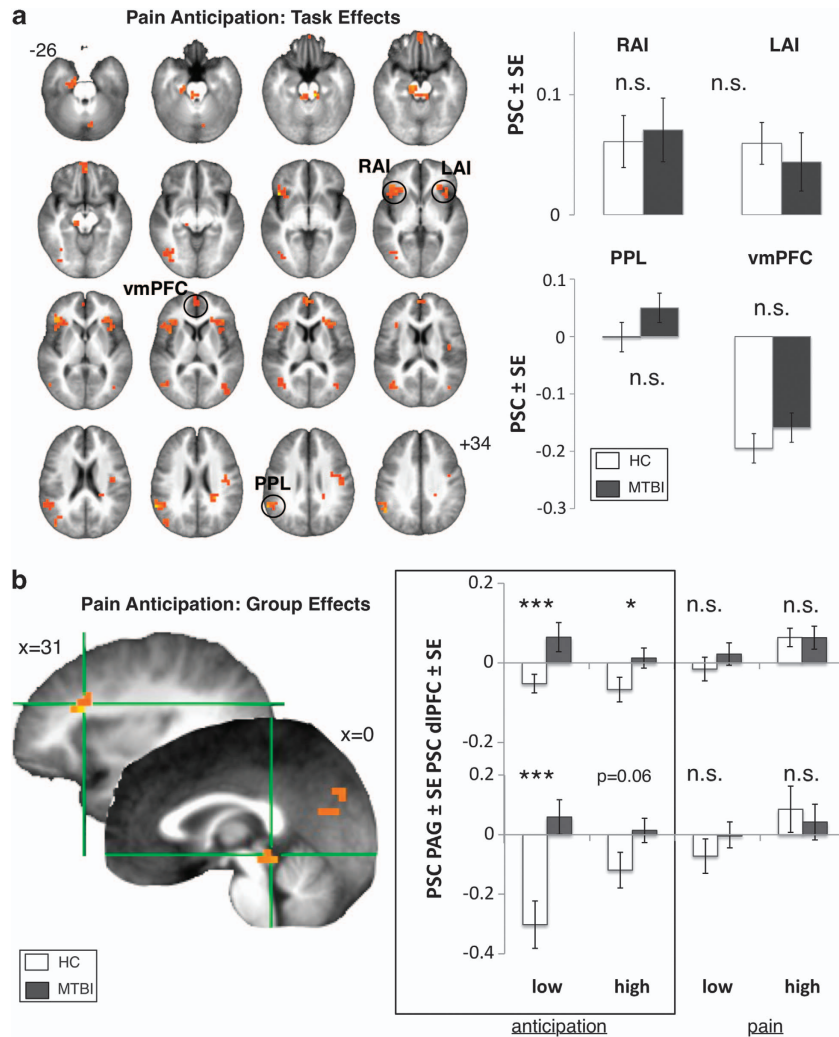 a
Pain Anticipation: Task Effects
-26
RAI
LAI
vmPFC
PPL
+34
RAI
LAI
n.s.
n.s.
PSC ± SE
0.1
0
PPL
vmPFC
n.s.
n.s.
PSC ± SE
0.1
0
-0.1
-0.2
-0.3
HC
MTBI
b
Pain Anticipation: Group Effects
x=31
x=0
HC
MTBI
PSC PAG ± SE PSC dlPFC ± SE
0.2
0
-0.2
*** * n.s. n.s.
0.2
0
-0.2
-0.4
*** p=0.06 n.s. n.s.
low high low high
anticipation pain